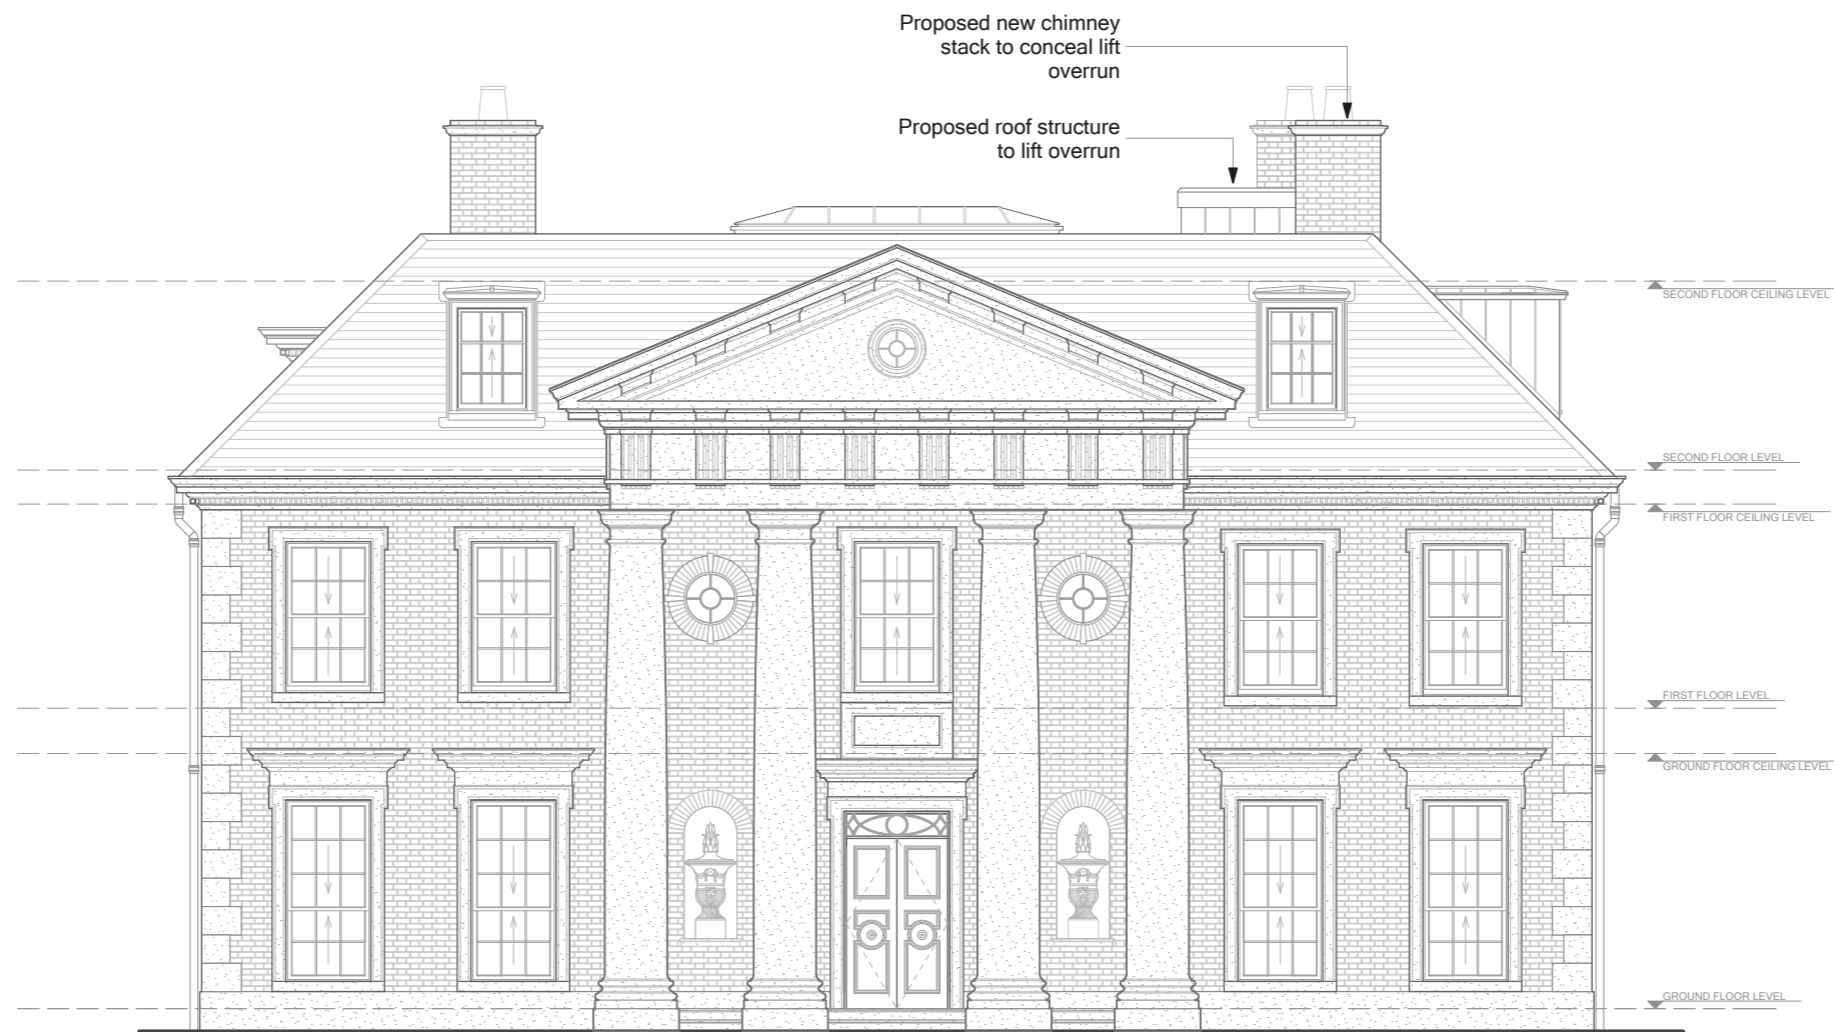 Proposed new chimney
stack to conceal lift
overrun
Proposed roof structure
to lift overrun
SECOND FLOOR CEILING LEVEL
SECOND FLOOR LEVEL
FIRST FLOOR CEILING LEVEL
FIRST FLOOR LEVEL
GROUND FLOOR CEILING LEVEL
GROUND FLOOR LEVEL